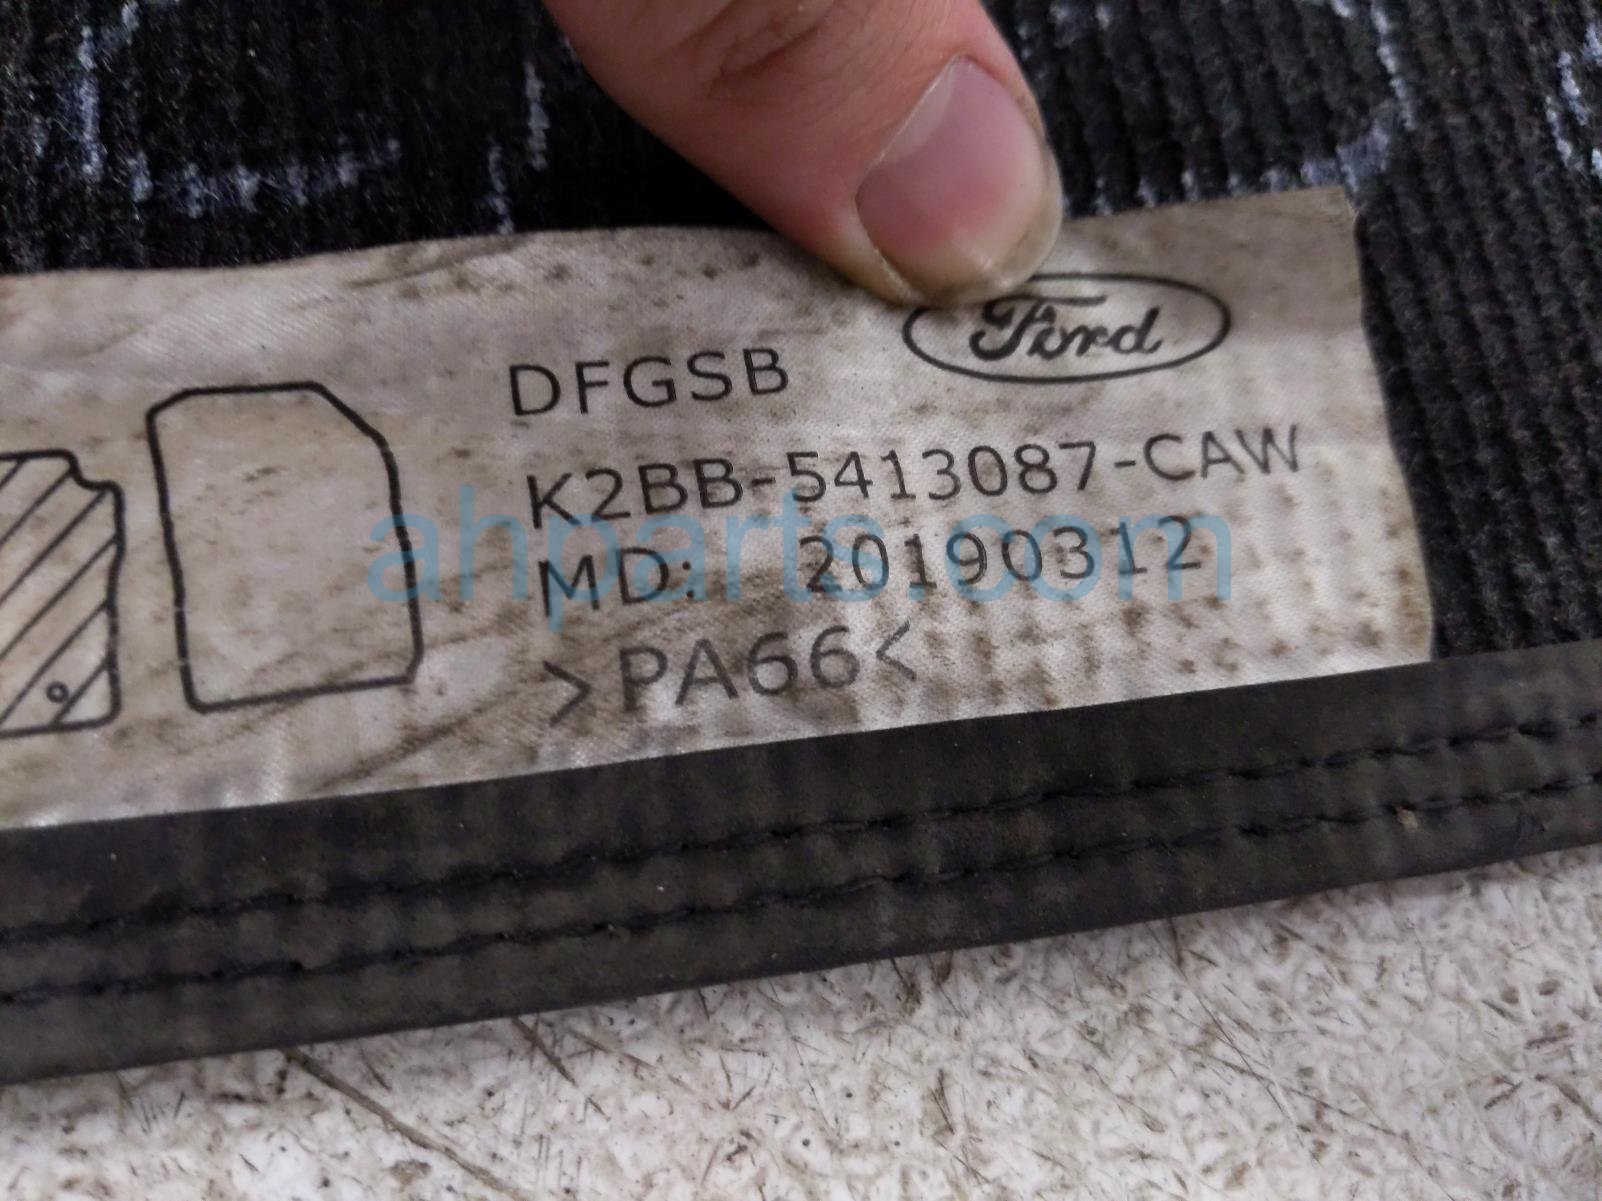 Ford
DFGSB
K2BB-5413087-CAW
MD: 20190312
>PA66<
ahparts.com